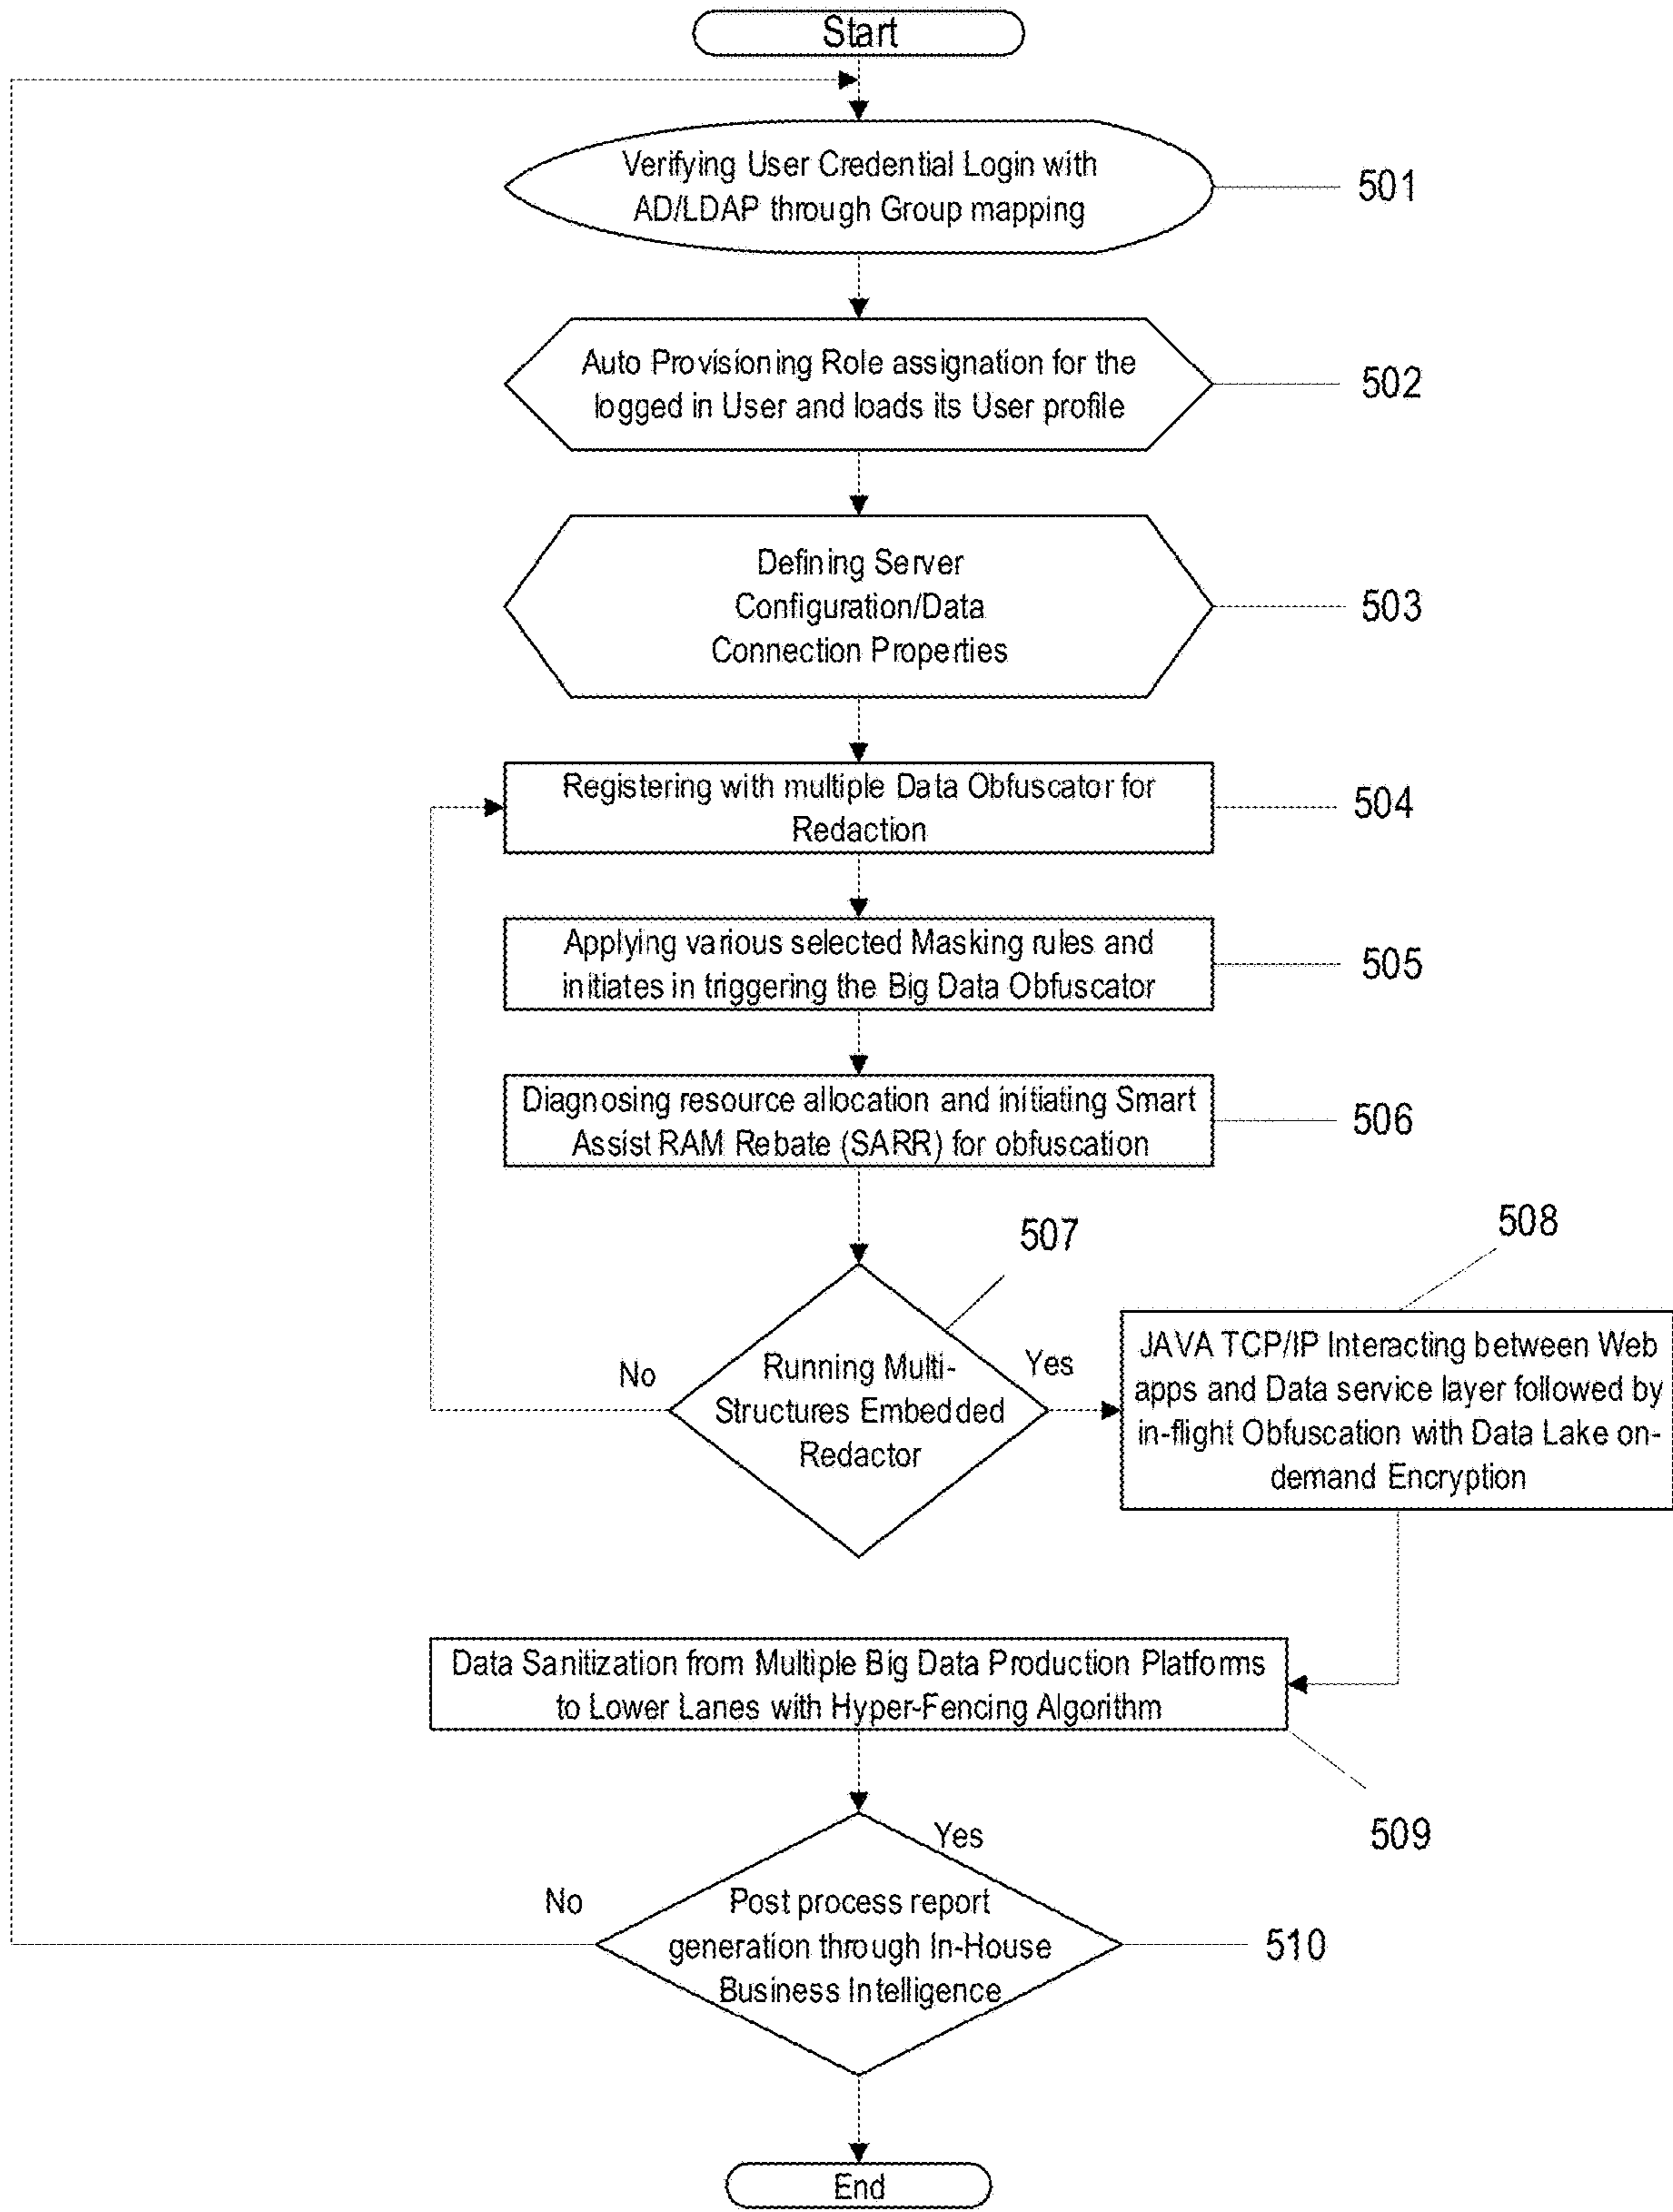 Start
Verifying User Credential Login with
AD/LDAP through Group mapping
501
Auto Provisioning Role assignation for the
logged in User and loads its User profile
502
Defining Server
Configuration/Data
Connection Properties
503
Registering with multiple Data Obfuscator for
Redaction
504
Applying various selected Masking rules and
initiates in triggering the Big Data Obfuscator
505
Diagnosing resource allocation and initiating Smart
Assist RAM Rebate (SARR) for obfuscation
506
507
508
No
Running Multi-
Structures Embedded
Redactor
Yes
JAVA TCP/IP Interacting between Web
apps and Data service layer followed by
in-flight Obfuscation with Data Lake on-
demand Encryption
Data Sanitization from Multiple Big Data Production Platforms
to Lower Lanes with Hyper-Fencing Algorithm
509
Yes
No
Post process report
generation through In-House
Business Intelligence
510
End